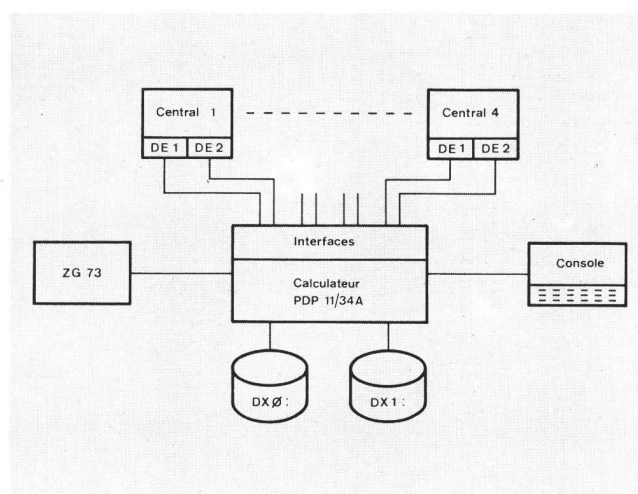 Central 1
DE 1 DE 2
Central 4
DE 1 DE 2
Interfaces
ZG 73
Calculateur
PDP 11/34A
Console
DXØ:
DX1: